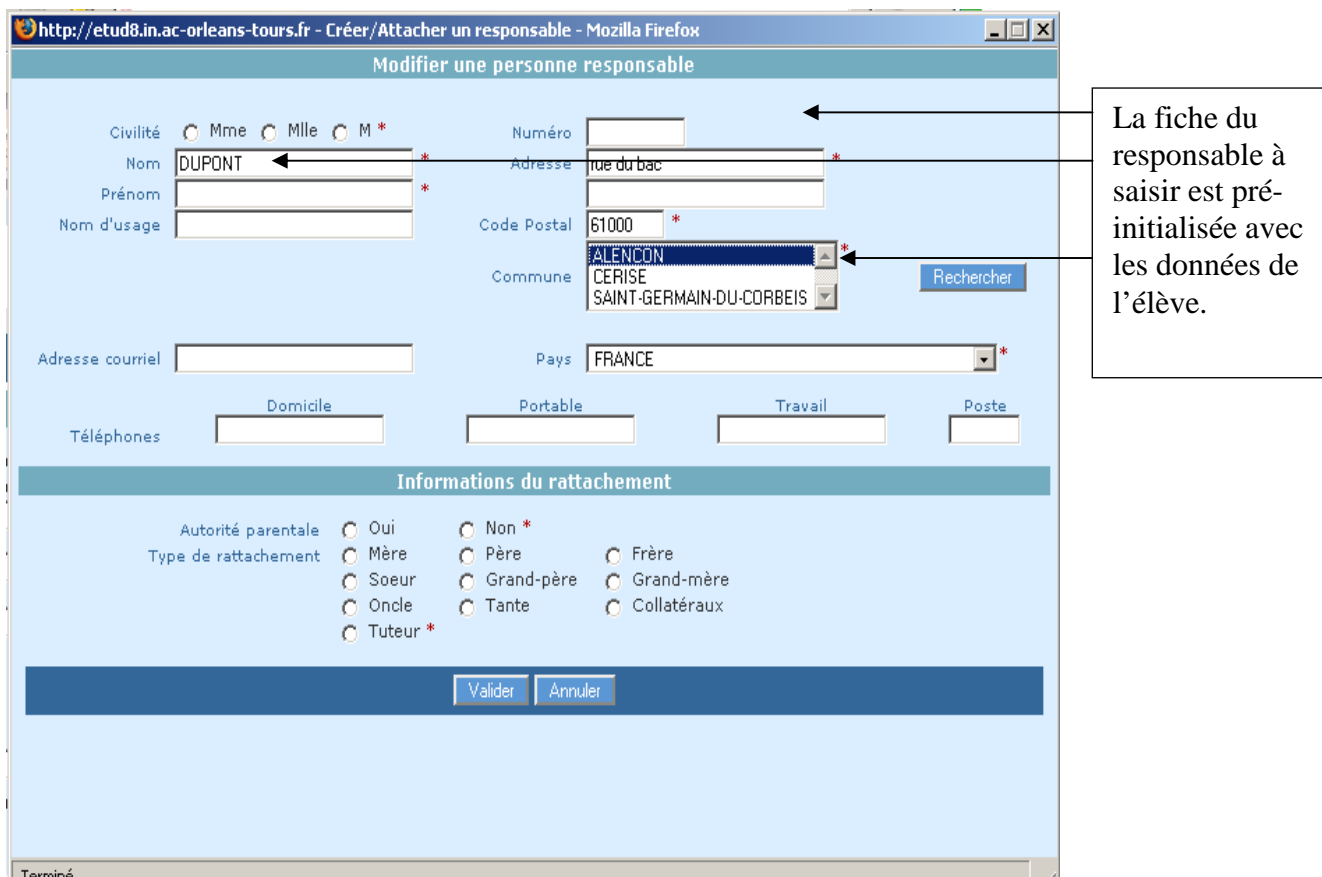 http://etud8.in.ac-orleans-tours.fr - Créer/Attacher un responsable - Mozilla Firefox
Modifier une personne responsable
Civilité Mme Mlle M * Numéro
Nom DUPONT * Adresse rue du bac *
Prénom *
Nom d'usage Code Postal 61000 *
Commune ALENCON *
CERISE
SAINT-GERMAIN-DU-CORBEIS
Rechercher
Adresse courriel Pays FRANCE *
Domicile Portable Travail Poste
Téléphones
Informations du rattachement
Autorité parentale Oui Non *
Type de rattachement Mère Père Frère
Soeur Grand-père Grand-mère
Oncle Tante Collatéraux
Tuteur *
Valider Annuler
Terminé
La fiche du
responsable à
saisir est pré-
initialisée avec
les données de
l’élève.